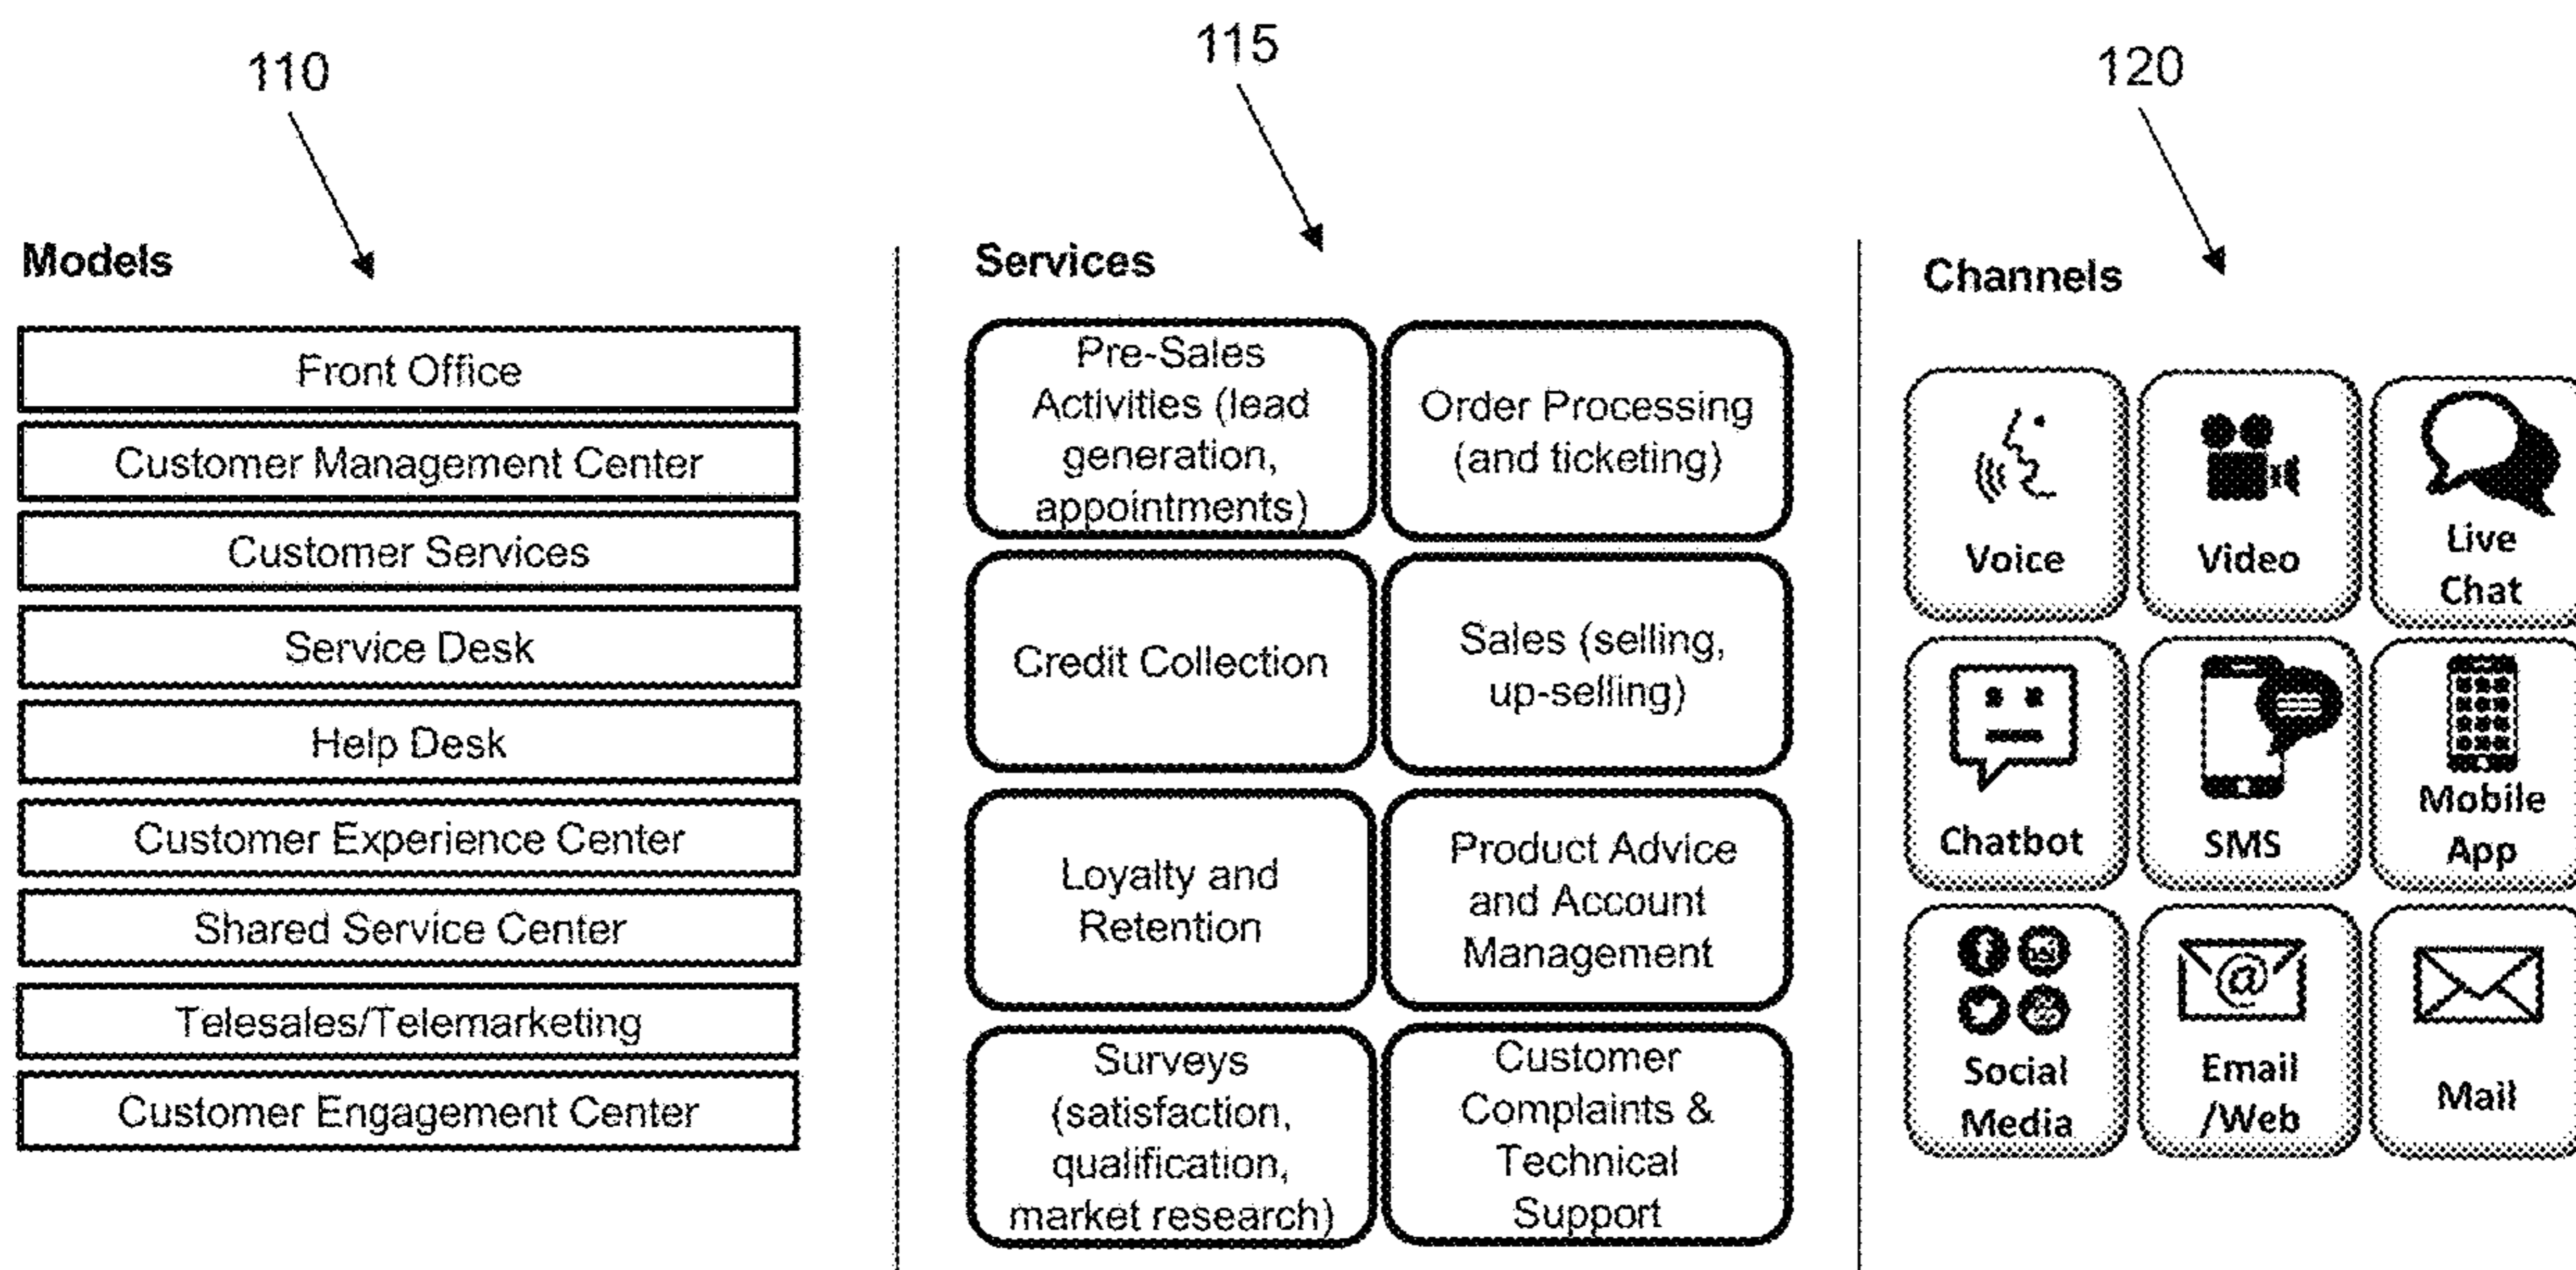 110
115
120
Models
Front Office
Customer Management Center
Customer Services
Service Desk
Help Desk
Customer Experience Center
Shared Service Center
Telesales/Telemarketing
Customer Engagement Center
Services
Pre-Sales
Activities (lead
generation,
appointments)
Order Processing
(and ticketing)
Credit Collection
Sales (selling,
up-selling)
Loyalty and
Retention
Product Advice
and Account
Management
Surveys
(satisfaction,
qualification,
market research)
Customer
Complaints &
Technical
Support
Channels
Voice
Video
Live
Chat
Chatbot
SMS
Mobile
App
Social
Media
@
Email
/Web
Mail